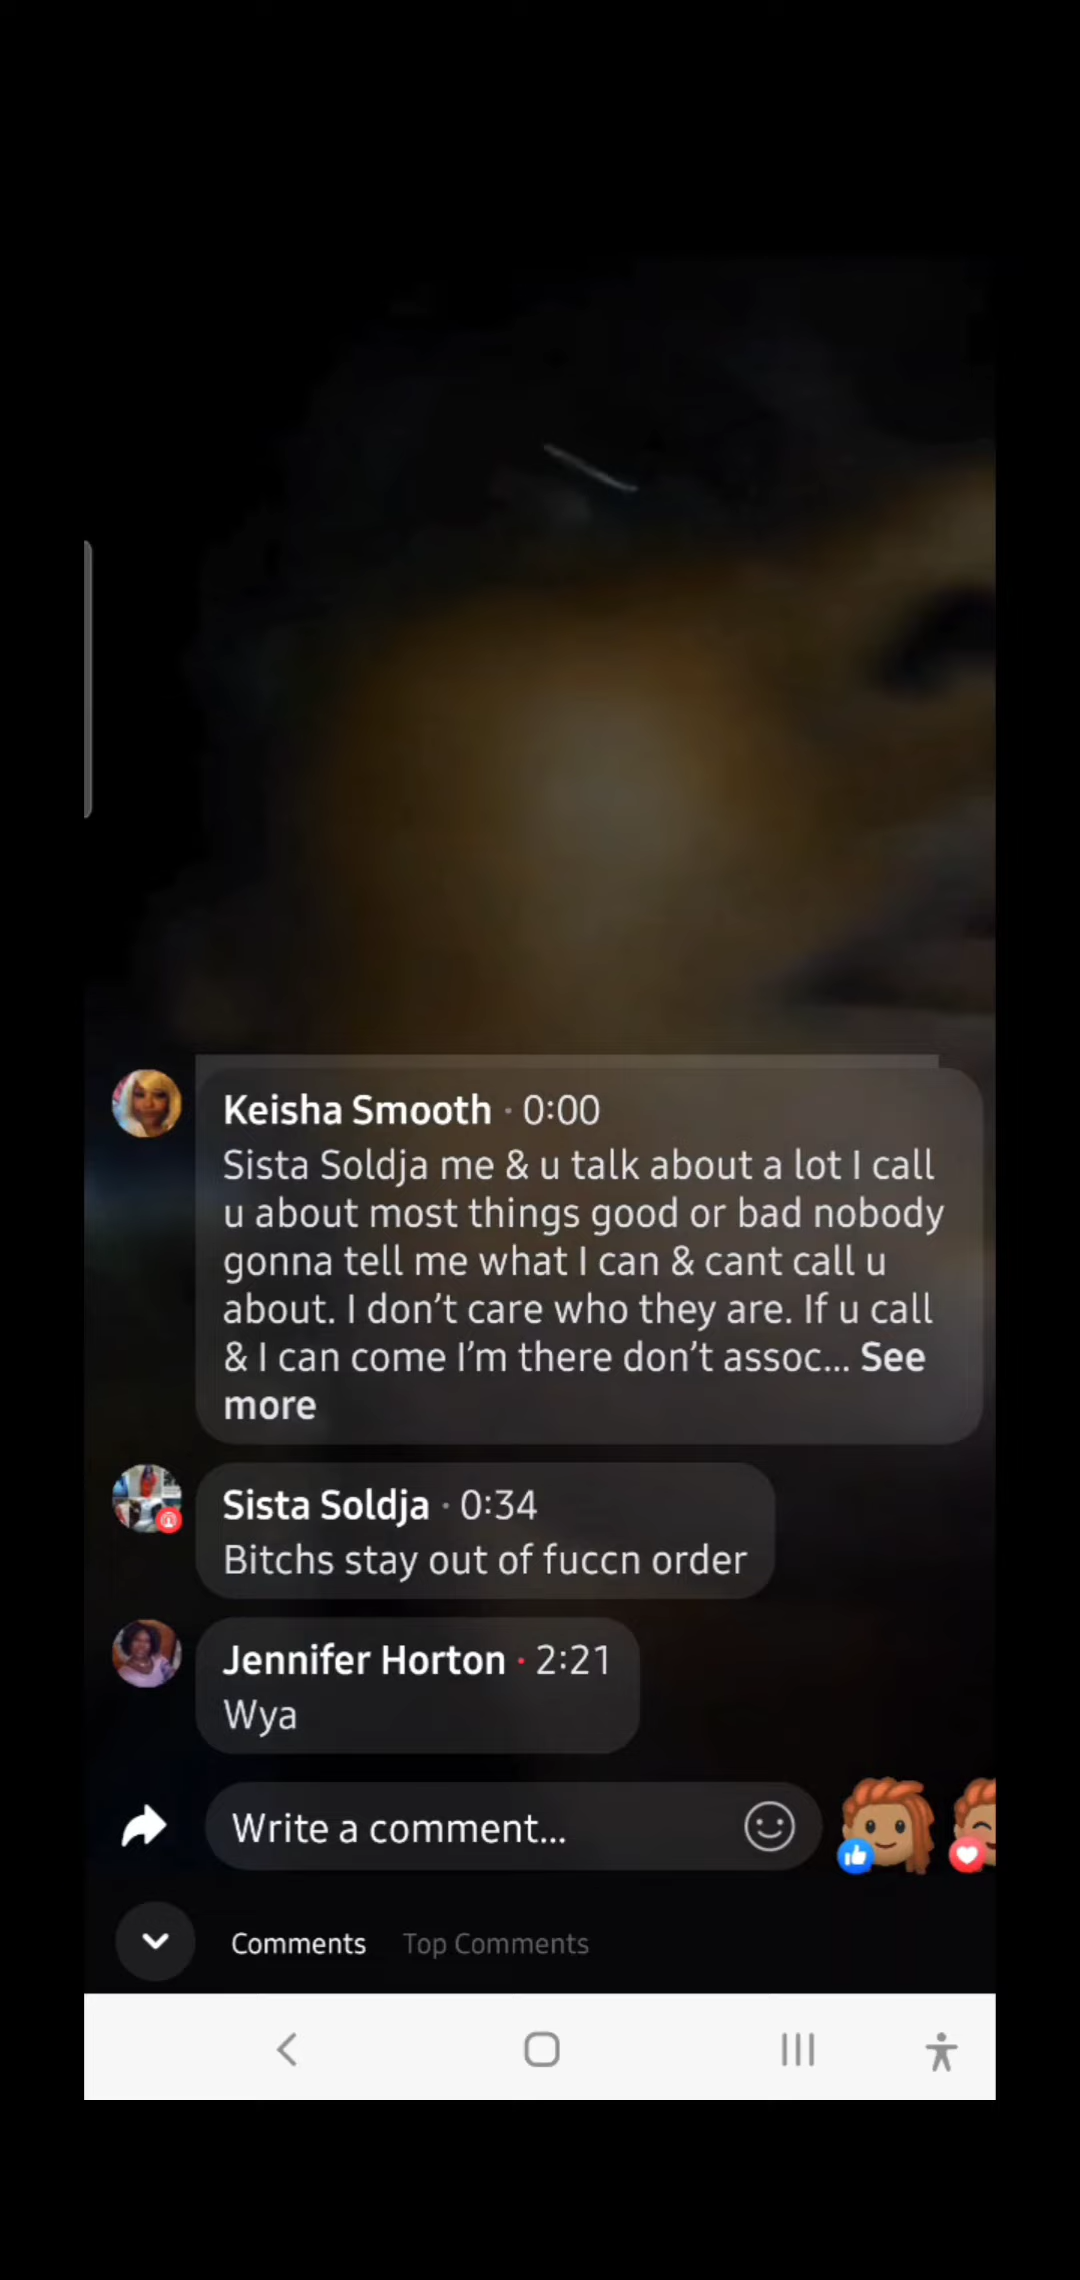 Keisha Smooth · 0:00
Sista Soldja me & u talk about a lot I call
u about most things good or bad nobody
gonna tell me what I can & cant call u
about. I don't care who they are. If u call
& I can come I'm there don't assoc... See
more
Sista Soldja · 0:34
Bitchs stay out of fuccn order
Jennifer Horton · 2:21
Wya
Write a comment...
Comments Top Comments